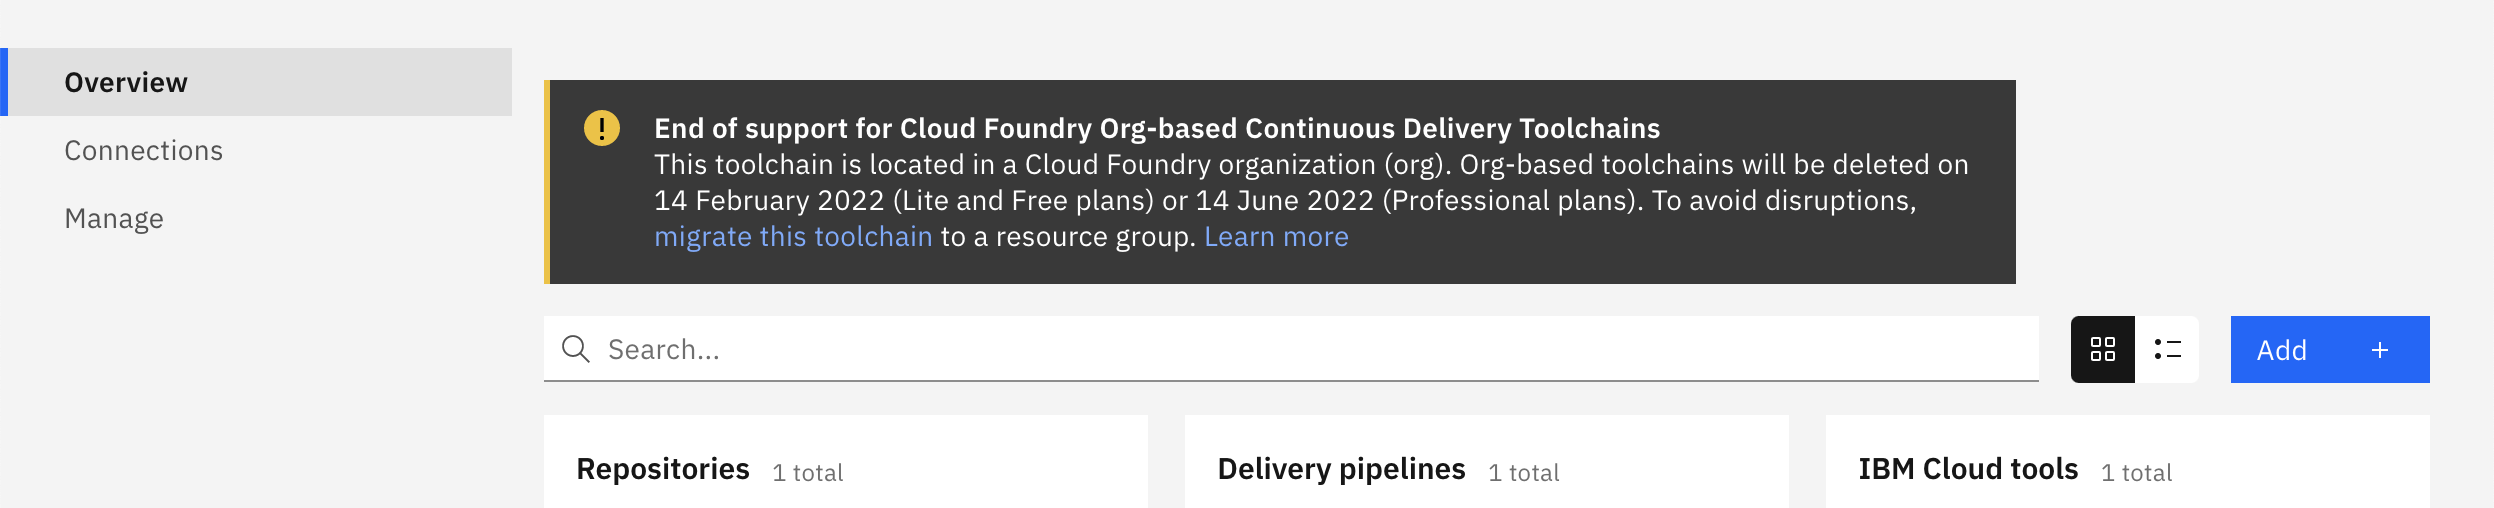 Overview
Connections
Manage
End of support for Cloud Foundry Org-based Continuous Delivery Toolchains
This toolchain is located in a Cloud Foundry organization (org). Org-based toolchains will be deleted on
14 February 2022 (Lite and Free plans) or 14 June 2022 (Professional plans). To avoid disruptions,
migrate this toolchain to a resource group. Learn more
Search...
Add +
Repositories 1 total
Delivery pipelines 1 total
IBM Cloud tools 1 total